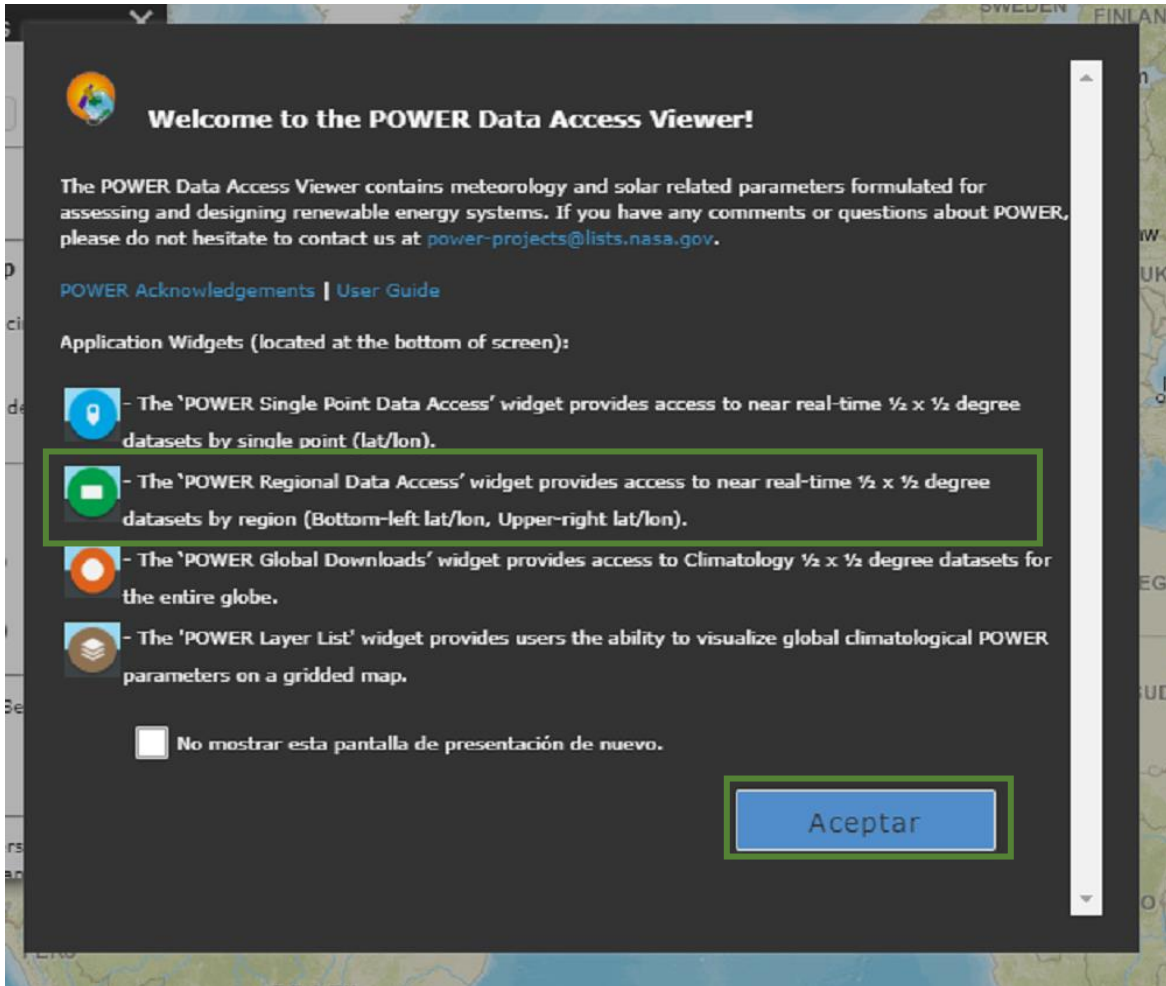 SWEDEN
FINLAN
Welcome to the POWER Data Access Viewer!
The POWER Data Access Viewer contains meteorology and solar related parameters formulated for
assessing and designing renewable energy systems. If you have any comments or questions about POWER,
please do not hesitate to contact us at power-projects@lists.nasa.gov.
POWER Acknowledgements | User Guide
Application Widgets (located at the bottom of screen):
- The ‘POWER Single Point Data Access’ widget provides access to near real-time ½ x ½ degree
datasets by single point (lat/lon).
- The ‘POWER Regional Data Access’ widget provides access to near real-time ½ x ½ degree
datasets by region (Bottom-left lat/lon, Upper-right lat/lon).
- The ‘POWER Global Downloads’ widget provides access to Climatology ½ x ½ degree datasets for
the entire globe.
- The 'POWER Layer List' widget provides users the ability to visualize global climatological POWER
parameters on a gridded map.
No mostrar esta pantalla de presentación de nuevo.
Aceptar